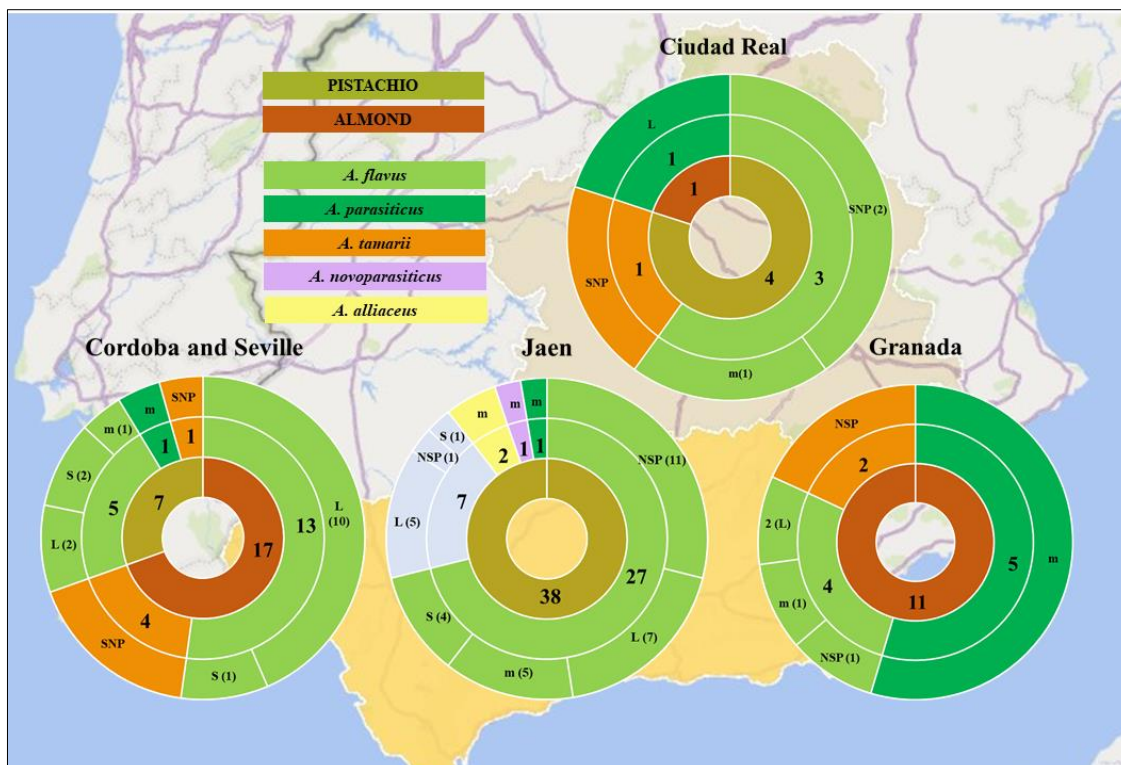 Ciudad Real
PISTACHIO
ALMOND
A. flavus
A. parasiticus
A. tamarii
A. novoparasiticus
A. alliaceus
L
1
1
SNP (2)
SNP
1
4
3
m(1)
Cordoba and Seville
SNP
m
m (1)
1
1
S (2)
5
7
L (2)
13
L
(10)
17
4
SNP
S (1)
Jaen
m
m
m
S (1)
NSP (1)
2
1
1
NSP (11)
7
L (5)
27
38
S (4)
L (7)
m (5)
Granada
NSP
2
2 (L)
5
m
4
m (1)
11
NSP (1)